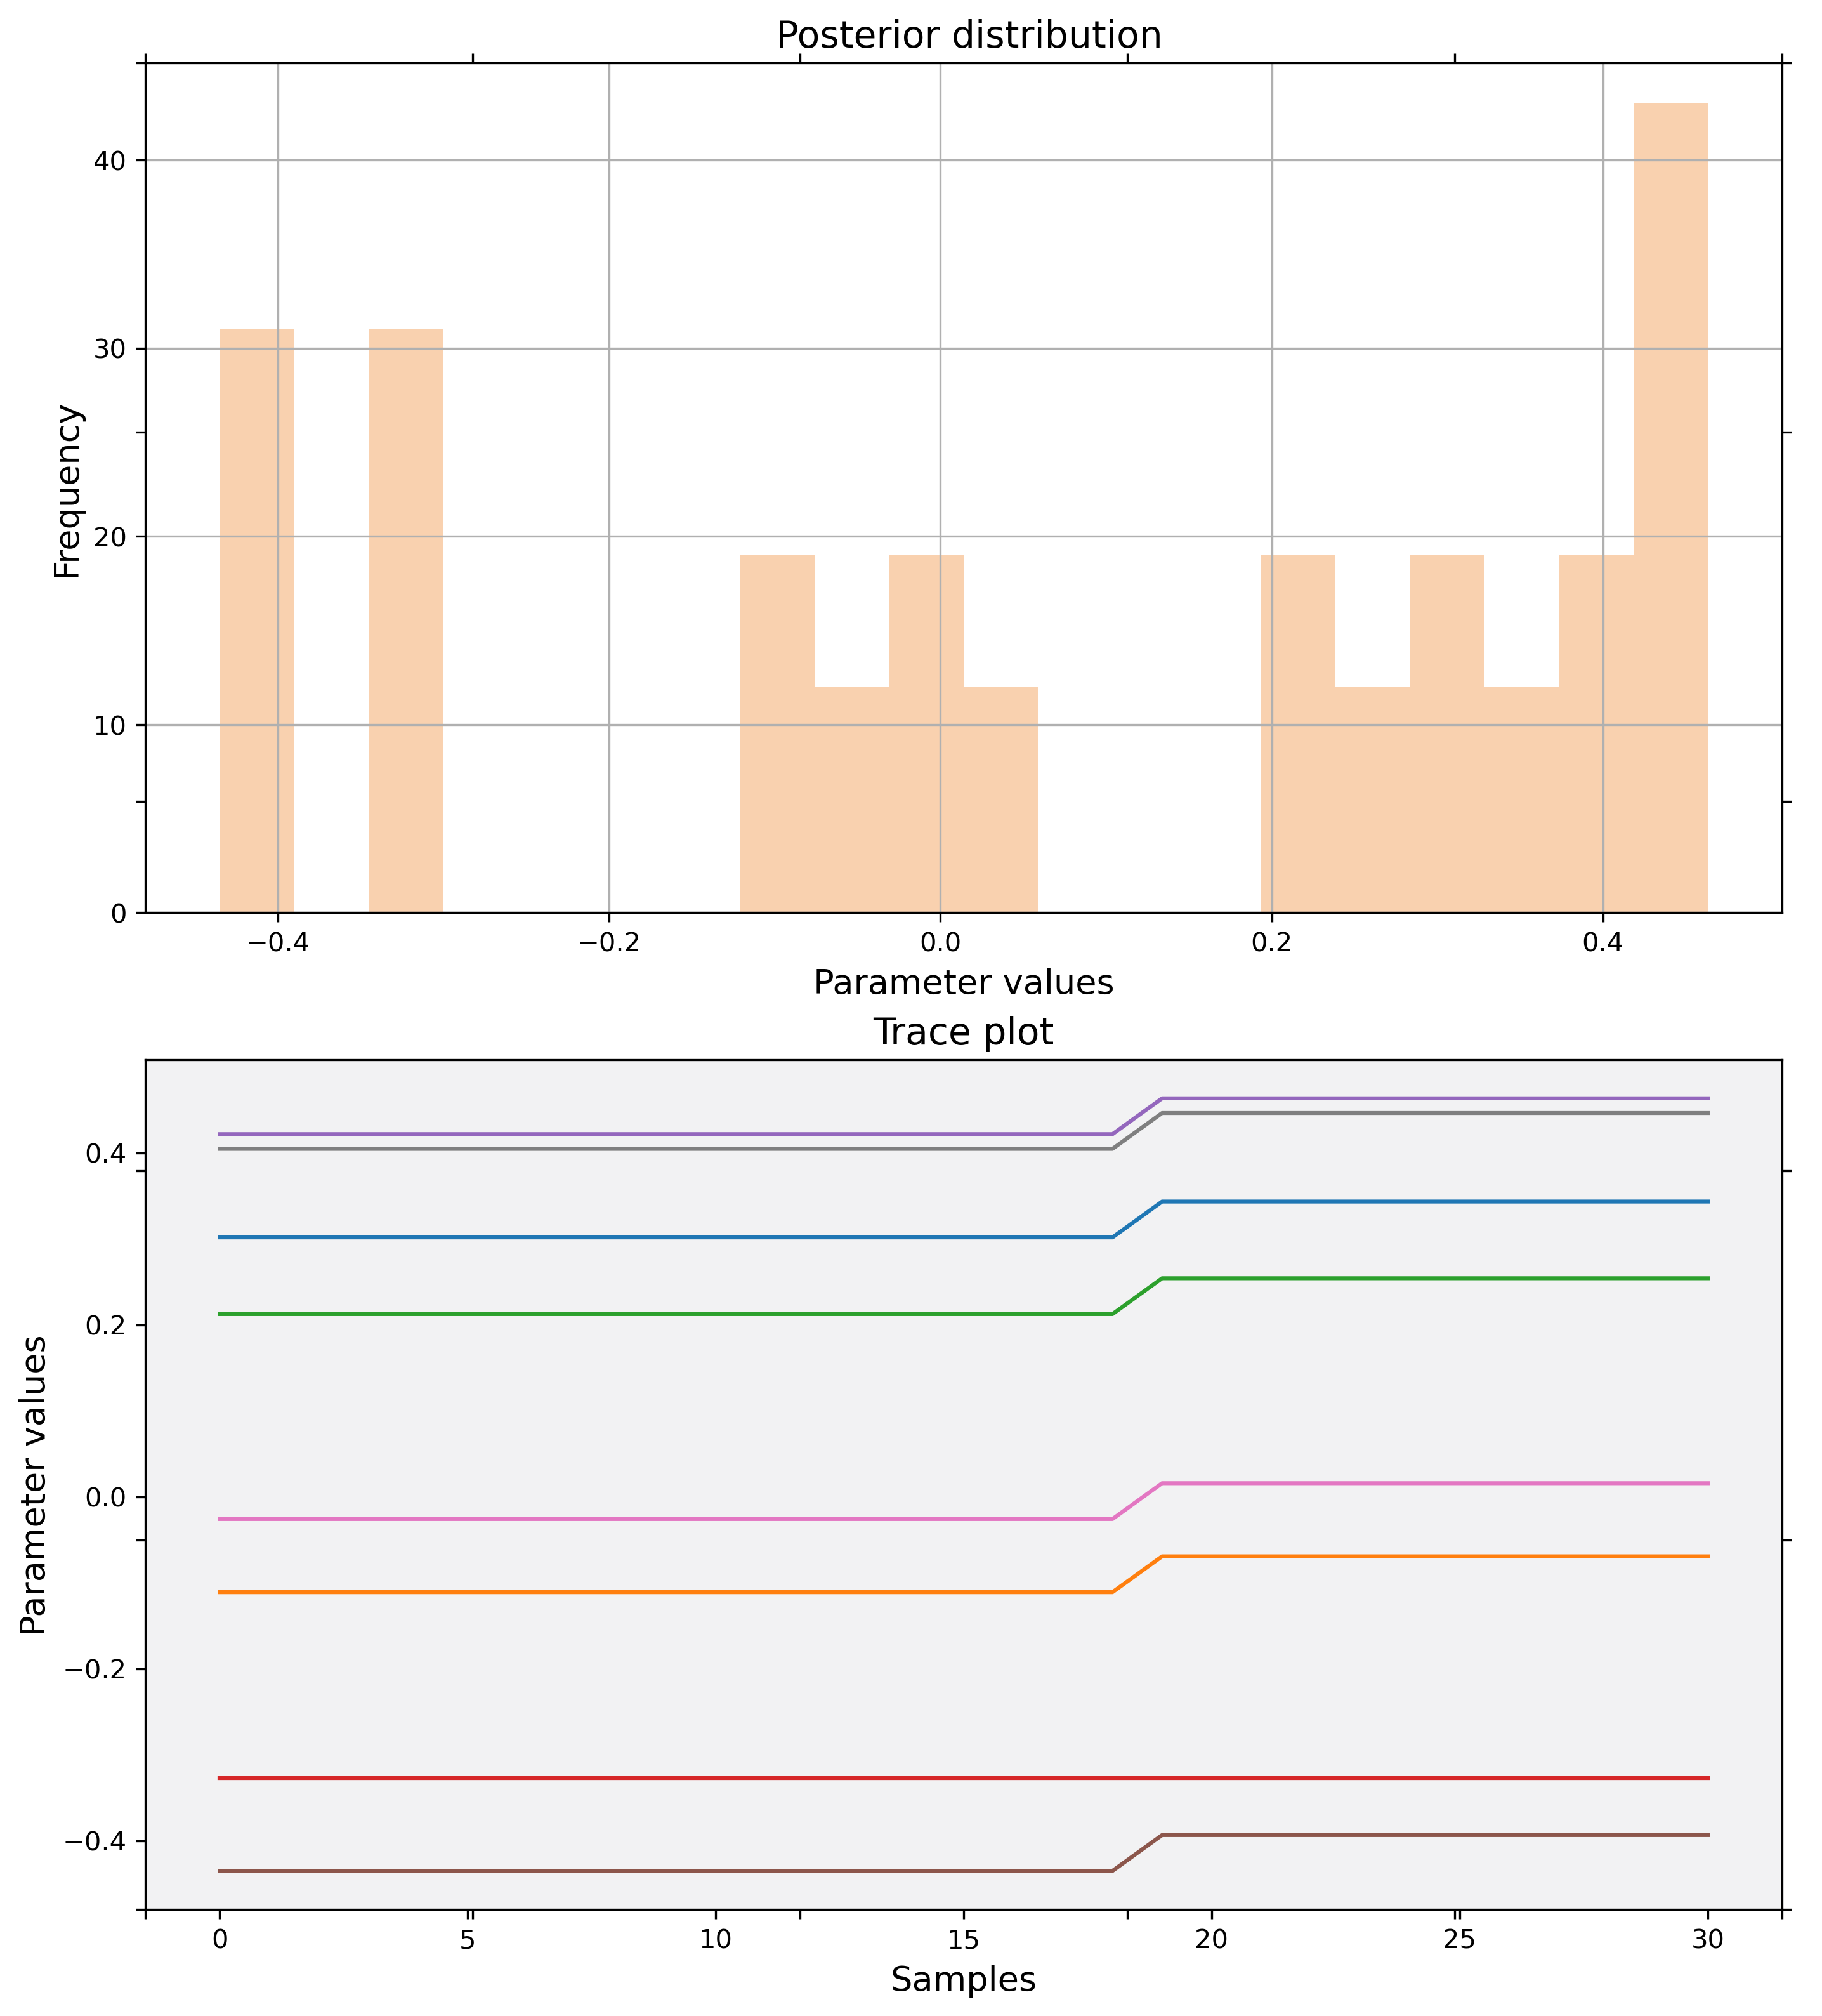 Posterior distribution
40
30
20
10
0
Frequency
−0.4 −0.2 0.0 0.2 0.4
Parameter values
Trace plot
0.4
0.2
0.0
−0.2
−0.4
Parameter values
0 5 10 15 20 25 30
Samples